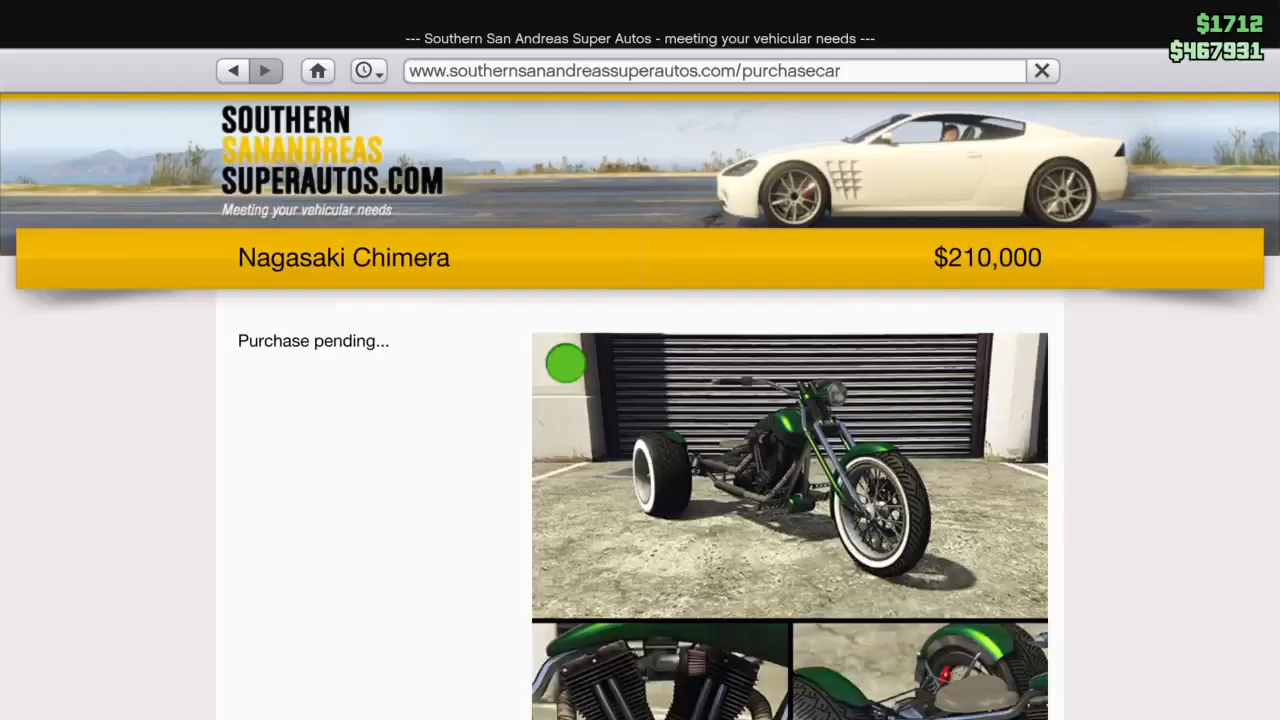 $1712
--- Southern San Andreas Super Autos - meeting your vehicular needs ---
$467931
www.southernsanandreassuperautos.com/purchasecar
SOUTHERN
SANANDREAS
SUPERAUTOS.COM
Meeting your vehicular needs
Nagasaki Chimera
$210,000
Purchase pending...